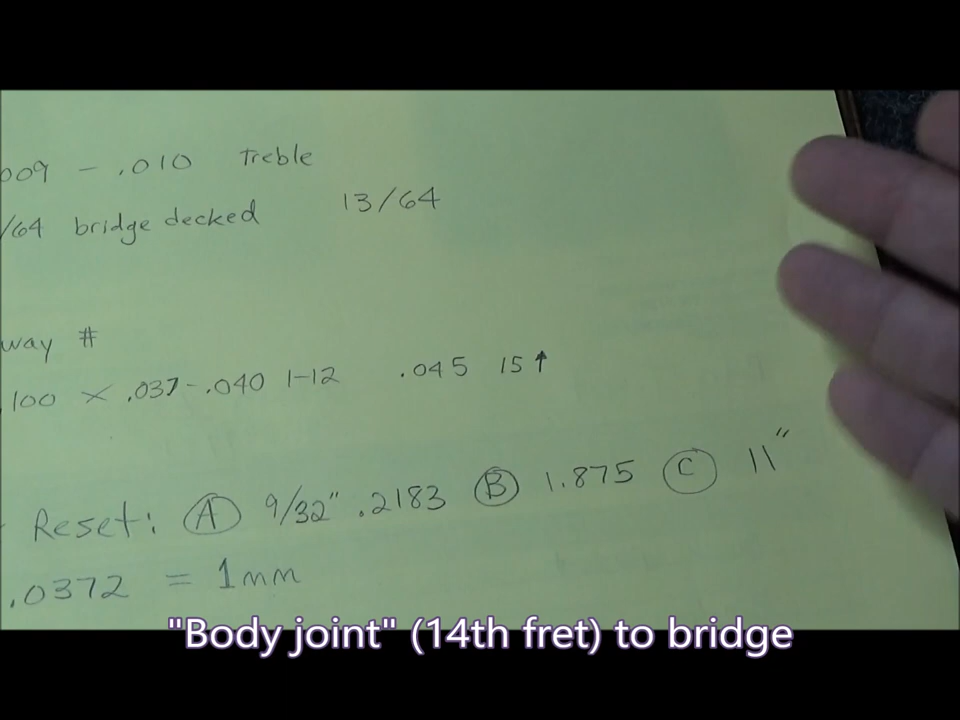 009 - .010 Treble
/64 bridge decked 13/64
way #
.100 × .037-.040 1-12 .045 15↑
Reset: Ⓐ 9/32" .2183 Ⓑ 1.875 Ⓒ 11"
.0372 = 1mm
"Body joint" (14th fret) to bridge